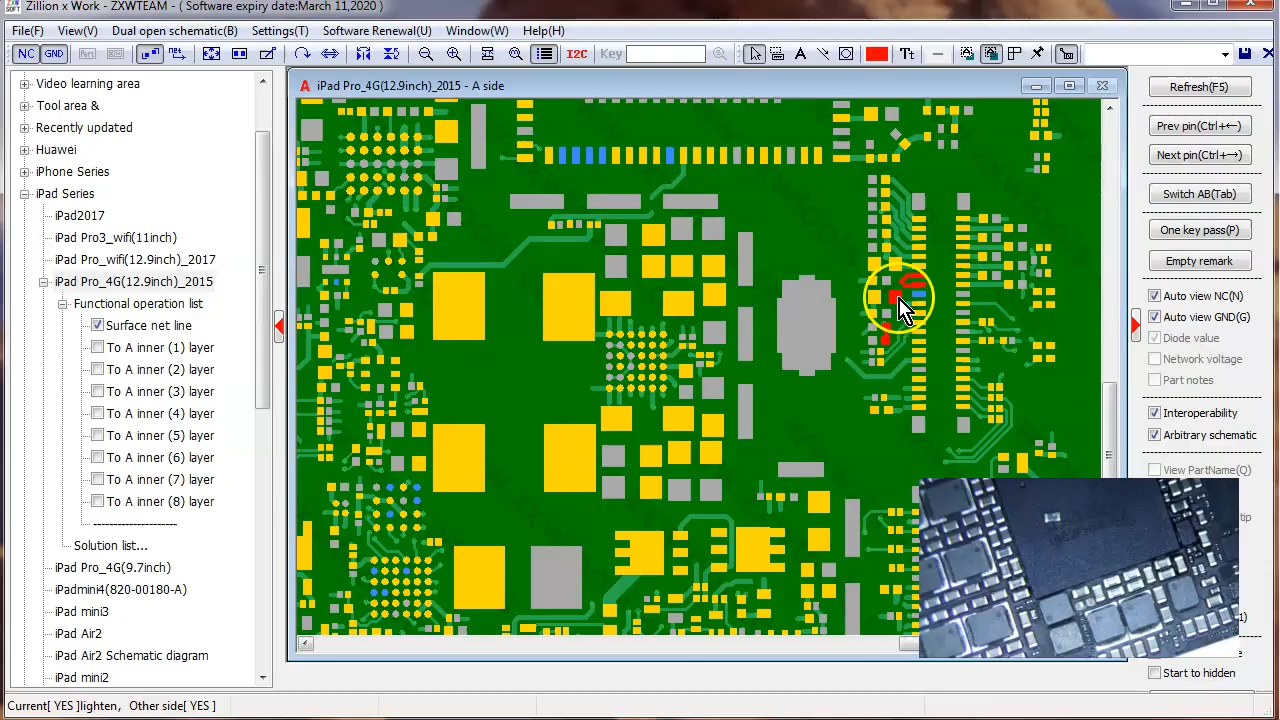 Zillion x Work - ZXWTEAM - ( Software expiry date:March 11,2020 )
File(F) View(V) Dual open schematic(B) Settings(T) Software Renewal(U) Window(W) Help(H)
NC GND Part Pin net.. I2C Key A Tt
Video learning area
Tool area &
Recently updated
Huawei
iPhone Series
iPad Series
iPad2017
iPad Pro3_wifi(11inch)
iPad Pro_wifi(12.9inch)_2017
iPad Pro_4G(12.9inch)_2015
Functional operation list
Surface net line
To A inner (1) layer
To A inner (2) layer
To A inner (3) layer
To A inner (4) layer
To A inner (5) layer
To A inner (6) layer
To A inner (7) layer
To A inner (8) layer
---------------------
Solution list...
iPad Pro_4G(9.7inch)
iPadmini4(820-00180-A)
iPad mini3
iPad Air2
iPad Air2 Schematic diagram
iPad mini2
A iPad Pro_4G(12.9inch)_2015 - A side
Refresh(F5)
Prev pin(Ctrl+←)
Next pin(Ctrl+→)
Switch AB(Tab)
One key pass(P)
Empty remark
Auto view NC(N)
Auto view GND(G)
Diode value
Network voltage
Part notes
Interoperability
Arbitrary schematic
View PartName(Q)
tip
1)
Start to hidden
Current[ YES ]lighten, Other side[ YES ]